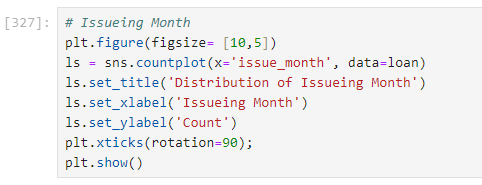 [327]: # Issueing Month
plt.figure(figsize= [10,5])
ls = sns.countplot(x='issue_month', data=loan)
ls.set_title('Distribution of Issueing Month')
ls.set_xlabel('Issueing Month')
ls.set_ylabel('Count')
plt.xticks(rotation=90);
plt.show()